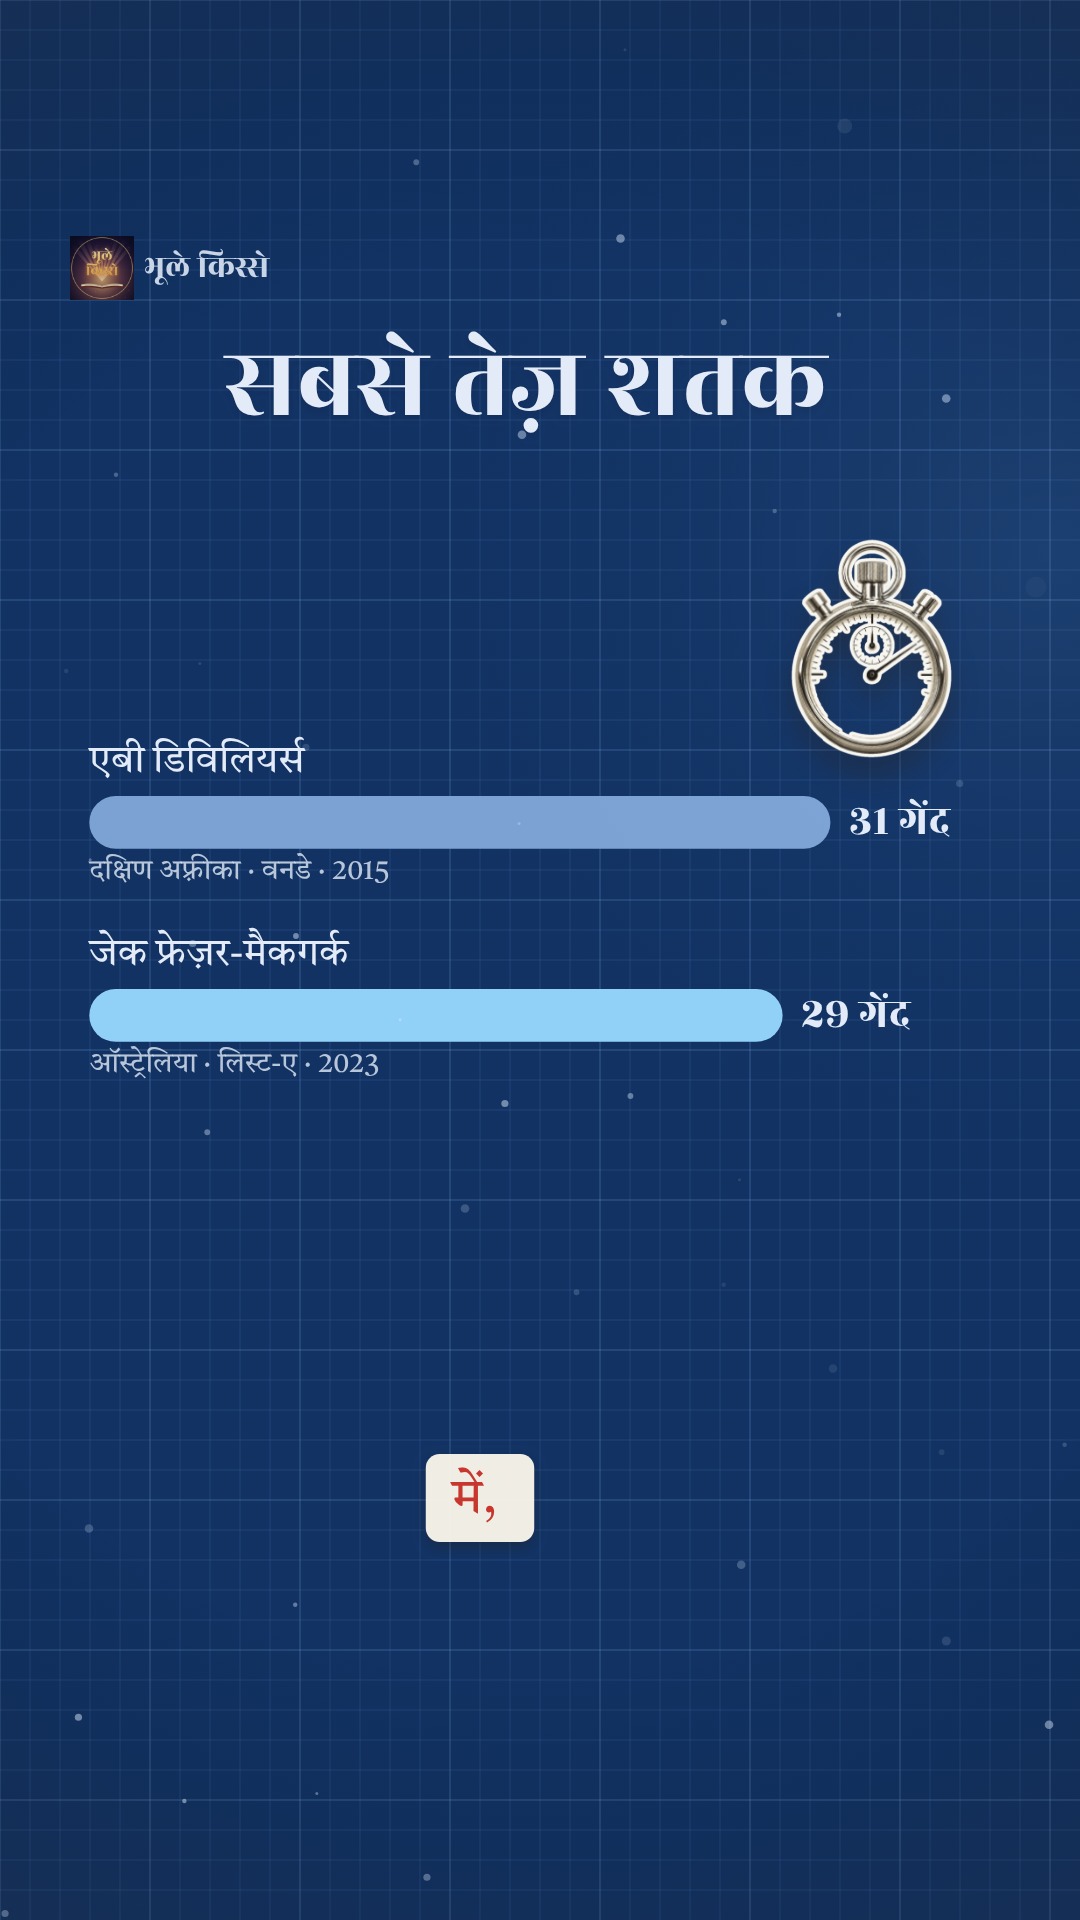 भूले किस्से
भूले किस्से
सबसे तेज़ शतक
एबी डिविलियर्स
31 गेंद
दक्षिण अफ़्रीका · वनडे · 2015
जेक फ्रेज़र-मैकगर्क
29 गेंद
ऑस्ट्रेलिया · लिस्ट-ए · 2023
में,